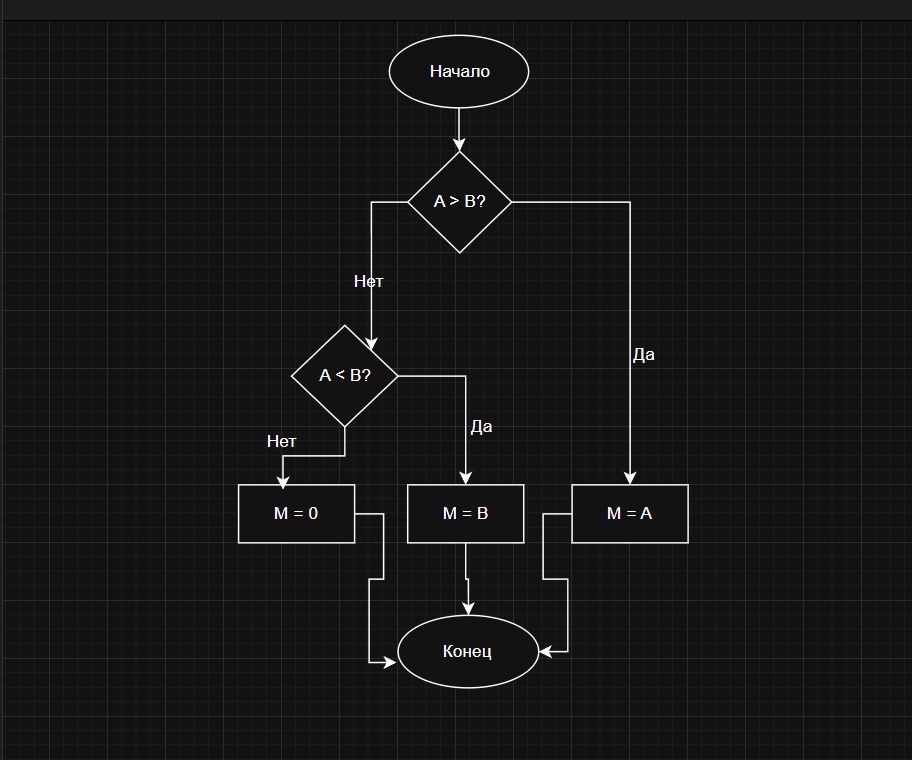 Начало
A > B?
Нет
Да
A < B?
Нет
Да
M = 0
M = B
M = A
Конец